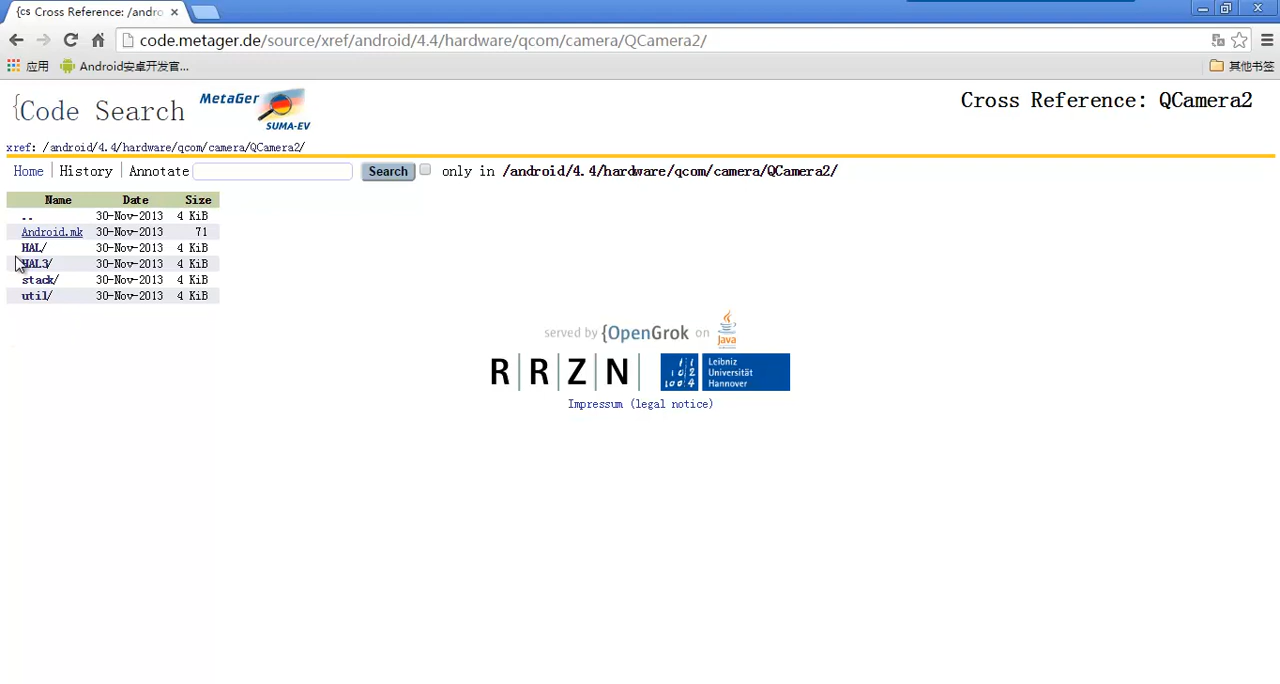 {cs Cross Reference: /andro
code.metager.de/source/xref/android/4.4/hardware/qcom/camera/QCamera2/
应用 Android安卓开发官... 其他书签
{Code Search MetaGer SUMA-EV Cross Reference: QCamera2
xref: /android/4.4/hardware/qcom/camera/QCamera2/
Home History Annotate Search only in /android/4.4/hardware/qcom/camera/QCamera2/
Name Date Size
.. 30-Nov-2013 4 KiB
Android.mk 30-Nov-2013 71
HAL/ 30-Nov-2013 4 KiB
HAL3/ 30-Nov-2013 4 KiB
stack/ 30-Nov-2013 4 KiB
util/ 30-Nov-2013 4 KiB
served by {OpenGrok on Java
RRZN
Leibniz
Universität
Hannover
Impressum (legal notice)